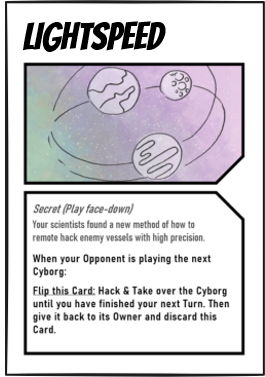 LIGHTSPEED
Secret (Play face-down)
Your scientists found a new method of how to
remote hack enemy vessels with high precision.
When your Opponent is playing the next
Cyborg:
Flip this Card: Hack & Take over the Cyborg
until you have finished your next Turn. Then
give it back to its Owner and discard this
Card.